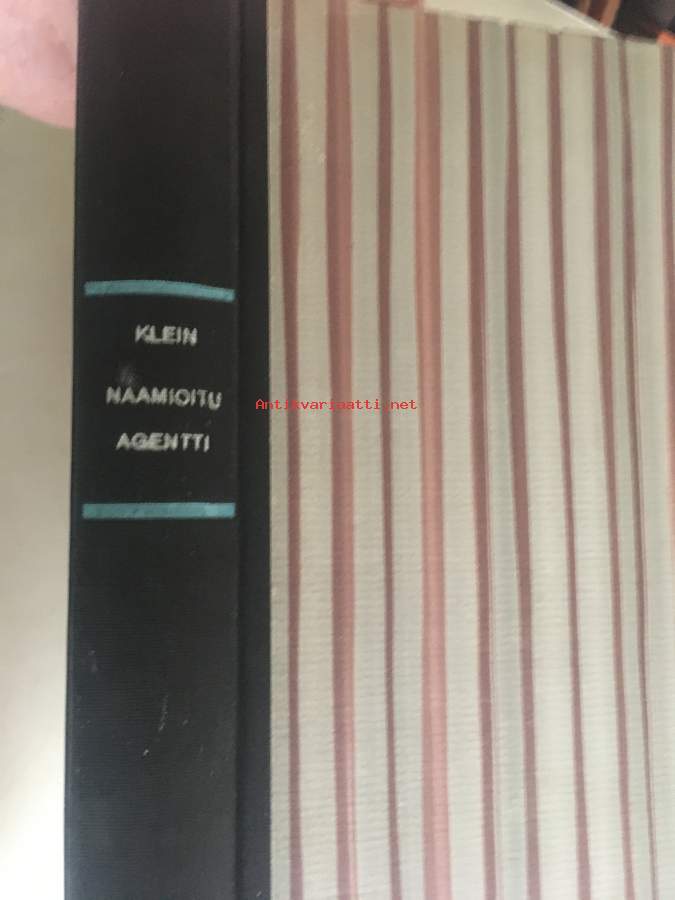 KLEIN
NAAMIOITU
AGENTTI
Antikvariaatti.net